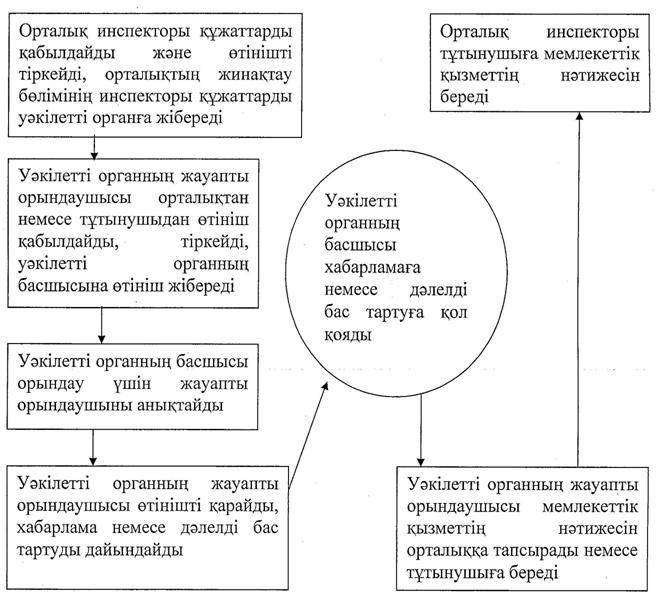 Орталық инспекторы құжаттарды
қабылдайды және өтінішті
тіркейді, орталықтың жинақтау
бөлімінің инспекторы құжаттарды
уәкілетті органға жібереді
Уәкілетті органның жауапты
орындаушысы орталықтан
немесе тұтынушыдан өтініш
қабылдайды, тіркейді,
уәкілетті органның
басшысына өтініш жібереді
Уәкілетті органның басшысы
орындау үшін жауапты
орындаушыны анықтайды
Уәкілетті органның жауапты
орындаушысы өтінішті қарайды,
хабарлама немесе дәлелді бас
тартуды дайындайды
Уәкілетті
органның
басшысы
хабарламаға
немесе дәлелді
бас тартуға қол
қояды
Уәкілетті органның жауапты
орындаушысы мемлекеттік
қызметтің нәтижесін
орталыққа тапсырады немесе
тұтынушыға береді
Орталық инспекторы
тұтынушыға мемлекеттік
қызметтің нәтижесін
береді